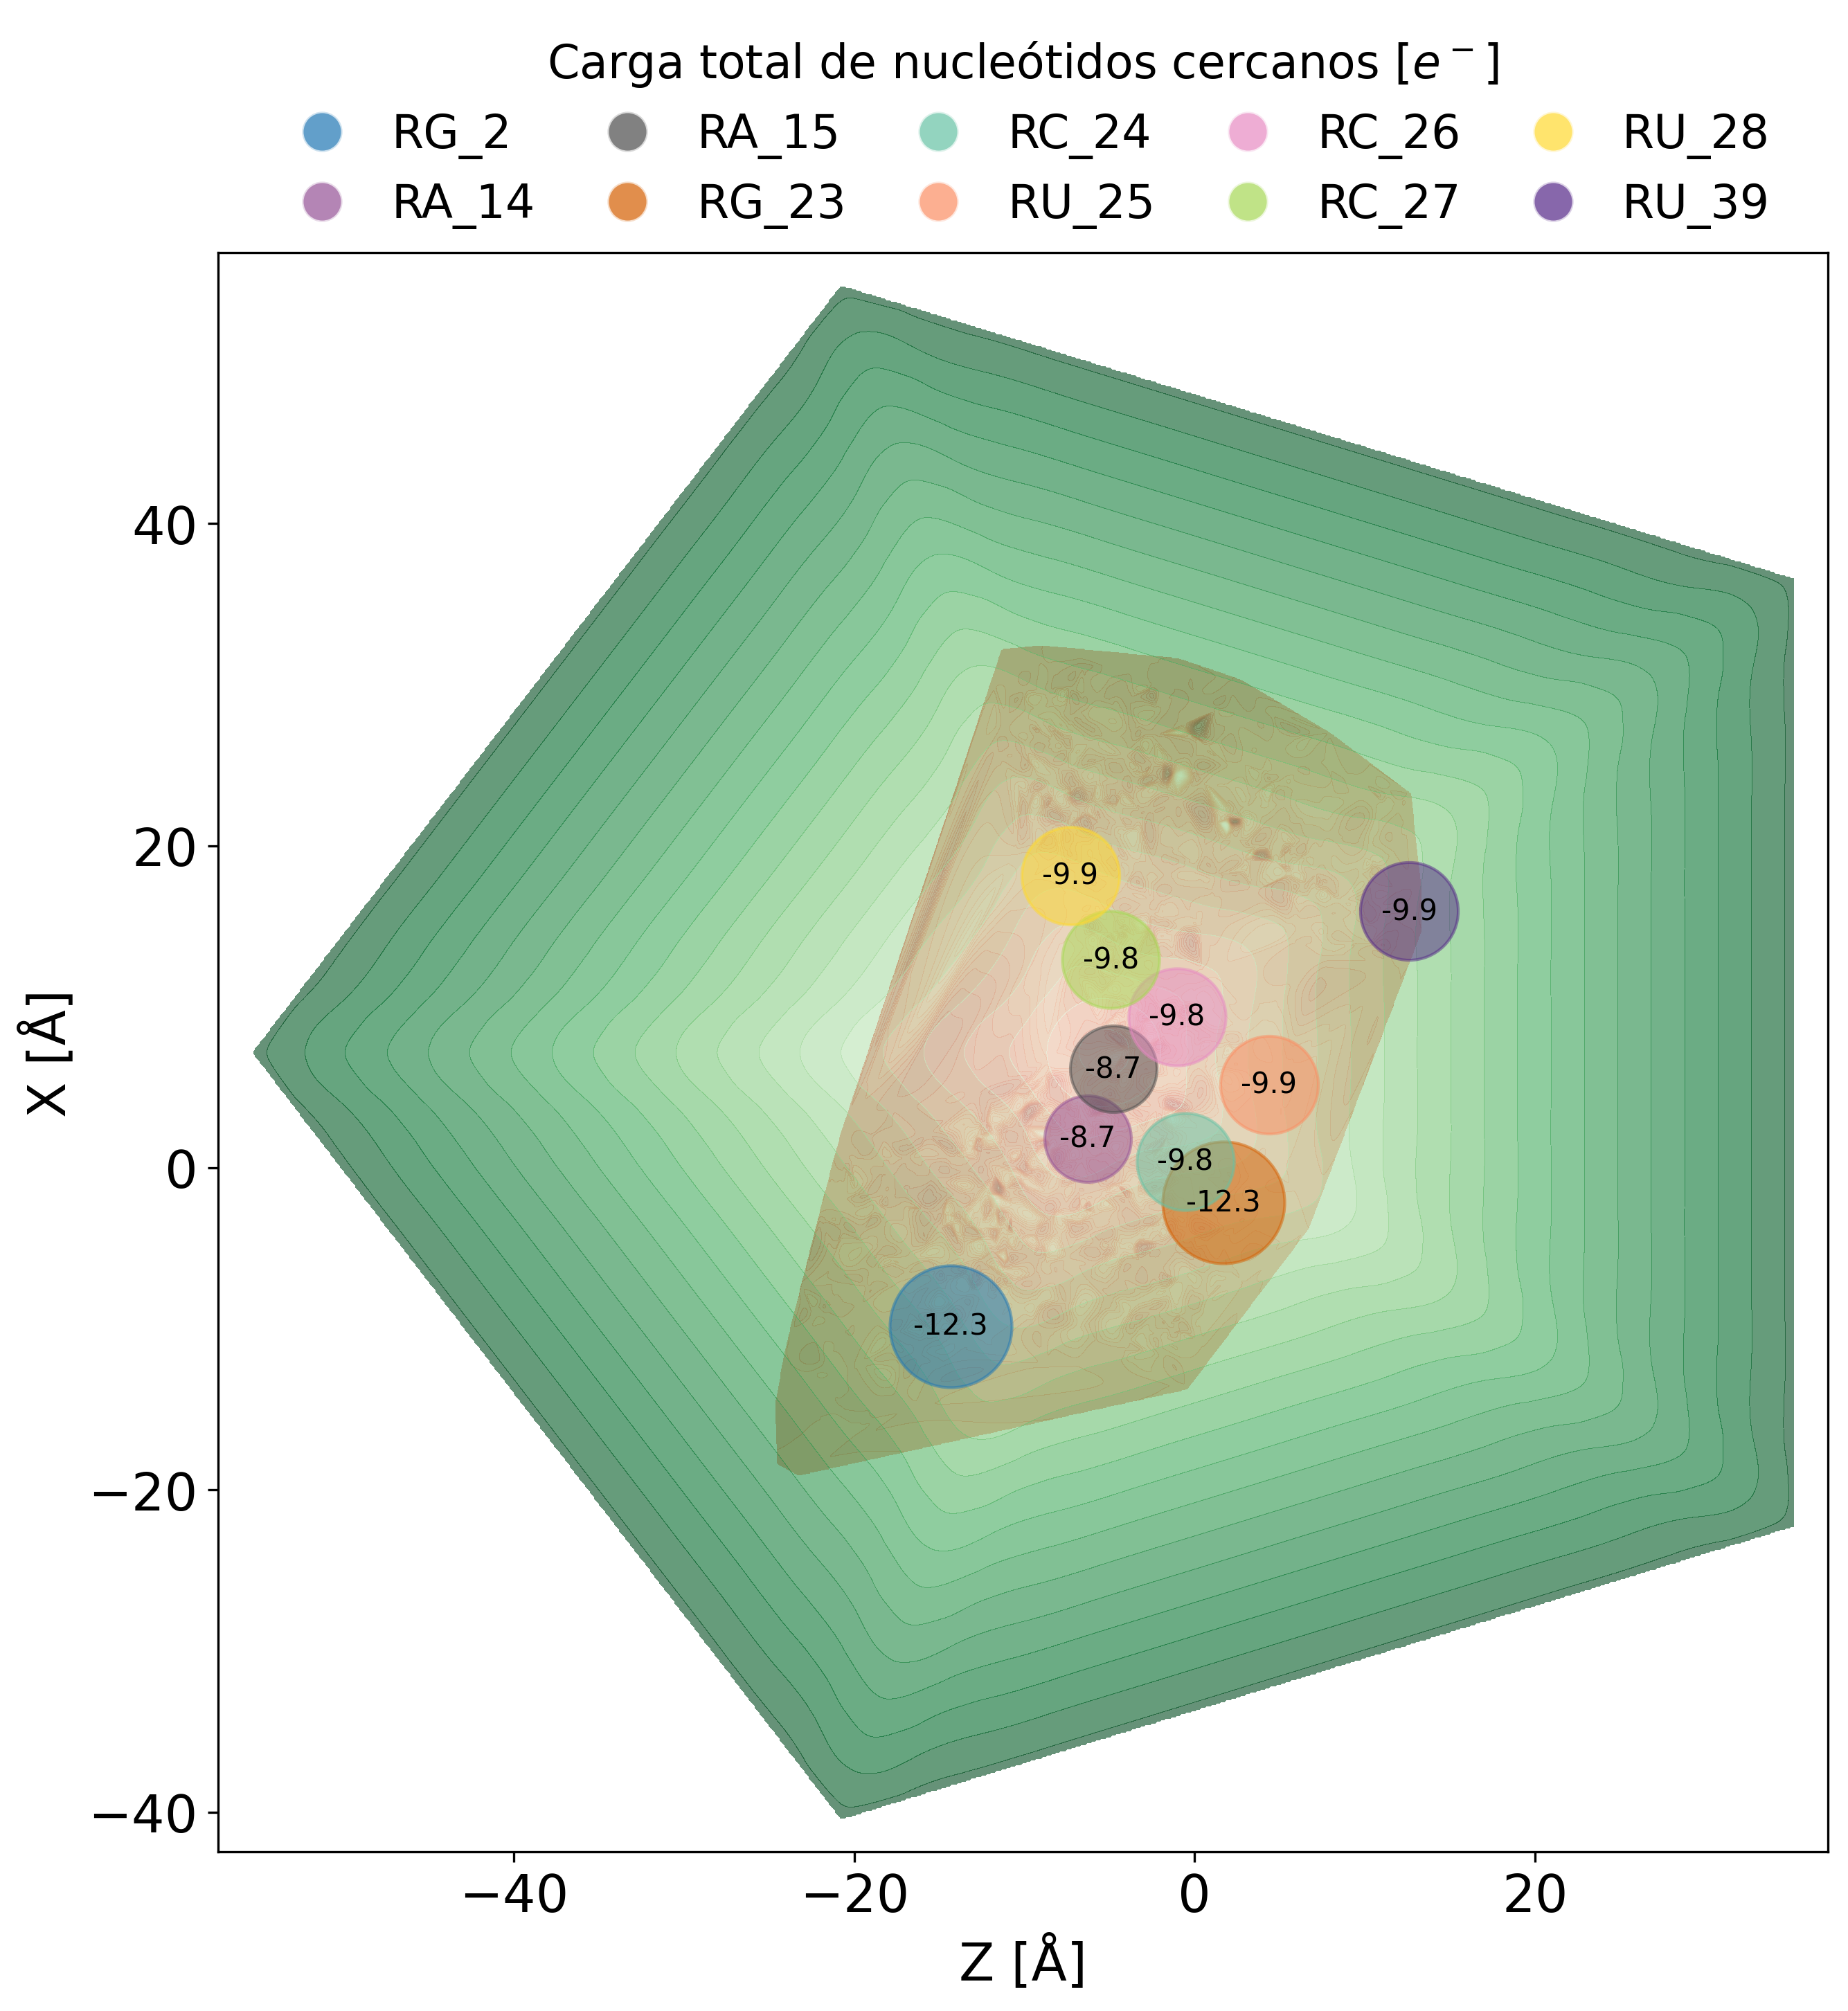 Carga total de nucleótidos cercanos [e⁻]
RG_2 RA_15 RC_24 RC_26 RU_28
RA_14 RG_23 RU_25 RC_27 RU_39
40
20
0
−20
−40
X [Å]
-9.9
-9.9
-9.8
-9.8
-8.7
-9.9
-8.7
-9.8
-12.3
-12.3
−40 −20 0 20
Z [Å]